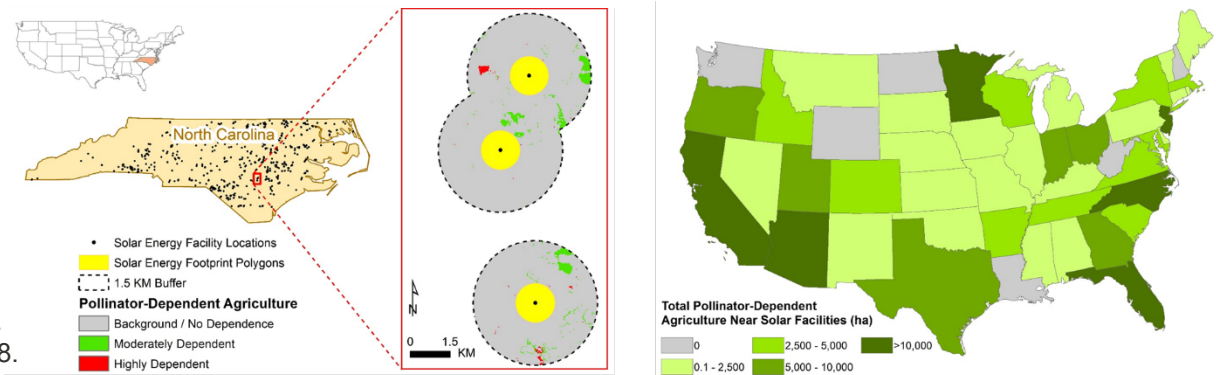 North Carolina
Solar Energy Facility Locations
Solar Energy Footprint Polygons
1.5 KM Buffer
Pollinator-Dependent Agriculture
Background / No Dependence
Moderately Dependent
Highly Dependent
8.
N
0 1.5
KM
Total Pollinator-Dependent
Agriculture Near Solar Facilities (ha)
0 2,500 - 5,000 >10,000
0.1 - 2,500 5,000 - 10,000